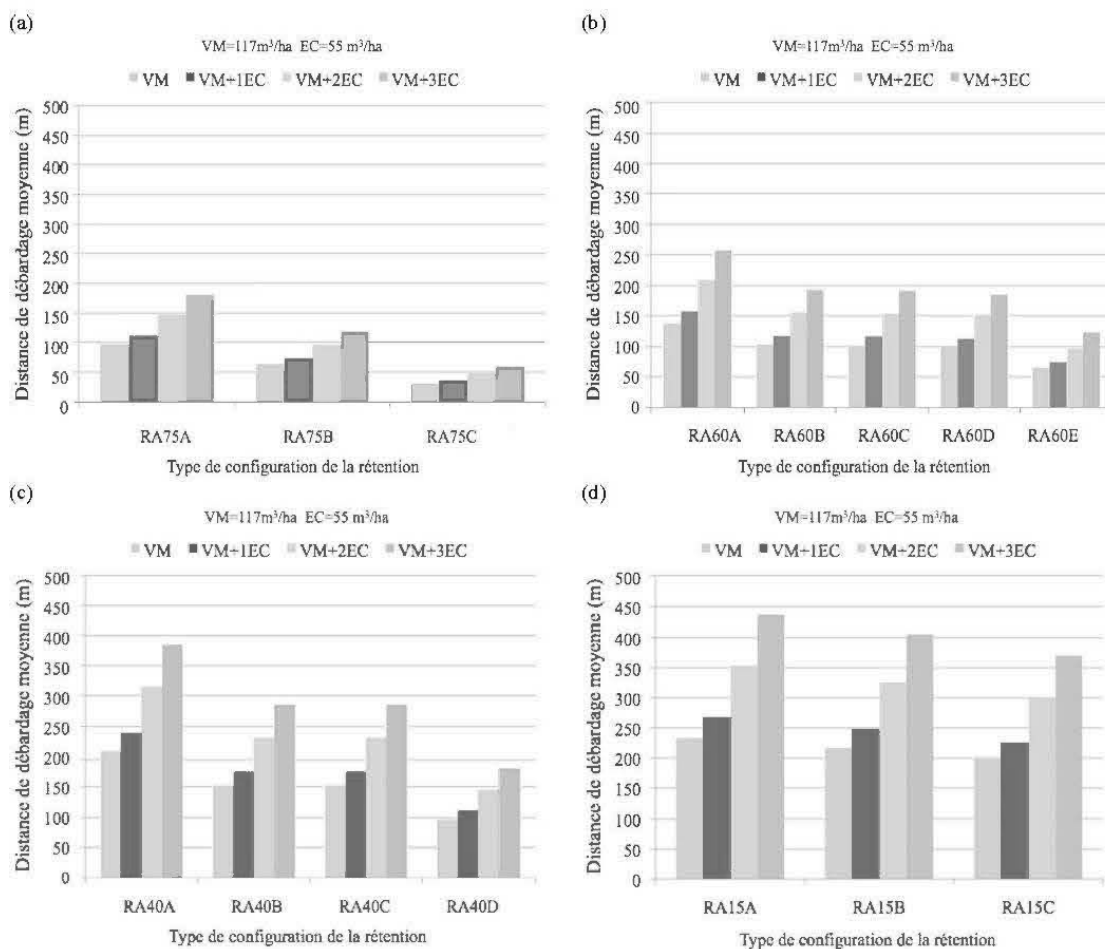 (a)
VM=117m³/ha EC=55 m³/ha
VM VM+1EC VM+2EC VM+3EC
Distance de débardage moyenne (m)
500
450
400
350
300
250
200
150
100
50
0
RA75A RA75B RA75C
Type de configuration de la rétention
(b)
VM=117m³/ha EC=55 m³/ha
VM VM+1EC VM+2EC VM+3EC
Distance de débardage moyenne (m)
500
450
400
350
300
250
200
150
100
50
0
RA60A RA60B RA60C RA60D RA60E
Type de configuration de la rétention
(c)
VM=117m³/ha EC=55 m³/ha
VM VM+1EC VM+2EC VM+3EC
Distance de débardage moyenne (m)
500
450
400
350
300
250
200
150
100
50
0
RA40A RA40B RA40C RA40D
Type de configuration de la rétention
(d)
VM=117m³/ha EC=55 m³/ha
VM VM+1EC VM+2EC VM+3EC
Distance de débardage moyenne (m)
500
450
400
350
300
250
200
150
100
50
0
RA15A RA15B RA15C
Type de configuration de la rétention